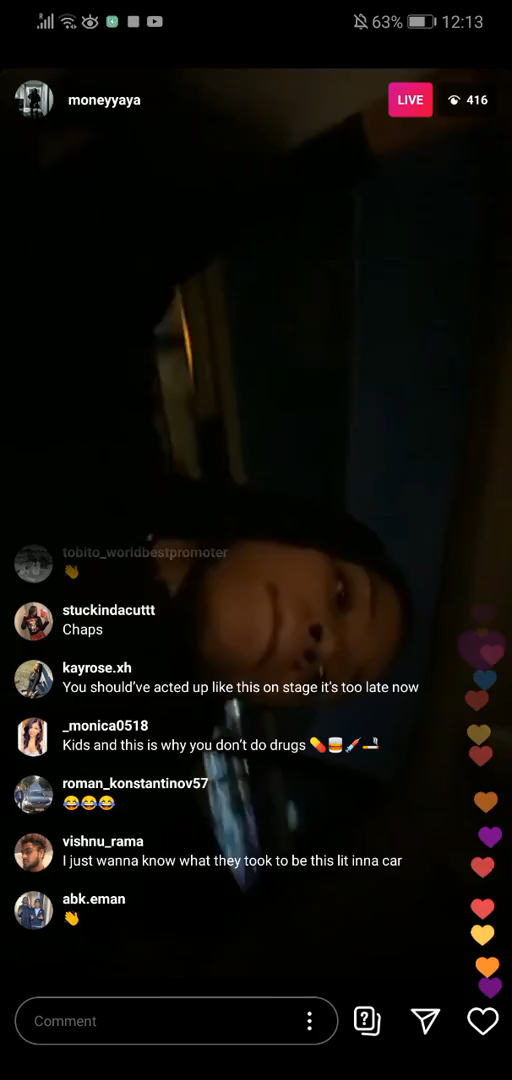 63% 12:13
moneyyaya
LIVE 416
tobito_worldbestpromoter
👋
stuckindacuttt
Chaps
kayrose.xh
You should've acted up like this on stage it's too late now
_monica0518
Kids and this is why you don't do drugs 💊🍔💉🚬
roman_konstantinov57
😂😂😂
vishnu_rama
I just wanna know what they took to be this lit inna car
abk.eman
👋
Comment